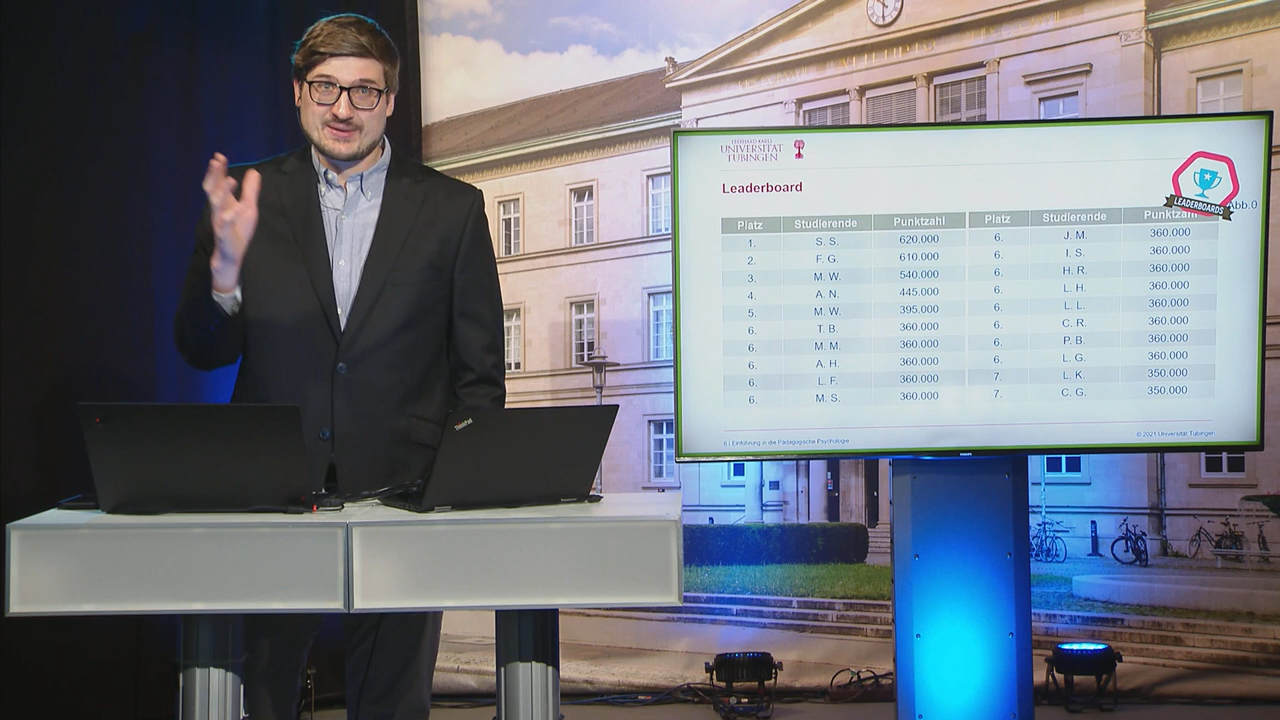 EBERHARD KARLS
UNIVERSITÄT
TÜBINGEN
Leaderboard
LEADERBOARDS
Abb.0
Platz Studierende Punktzahl Platz Studierende Punktzahl
1. S. S. 620.000 6. J. M. 360.000
2. F. G. 610.000 6. I. S. 360.000
3. M. W. 540.000 6. H. R. 360.000
4. A. N. 445.000 6. L. H. 360.000
5. M. W. 395.000 6. L. L. 360.000
6. T. B. 360.000 6. C. R. 360.000
6. M. M. 360.000 6. P. B. 360.000
6. A. H. 360.000 6. L. G. 360.000
6. L. F. 360.000 7. L. K. 350.000
6. M. S. 360.000 7. C. G. 350.000
6 | Einführung in die Pädagogische Psychologie
© 2021 Universität Tübingen
PHILIPS
ThinkPad